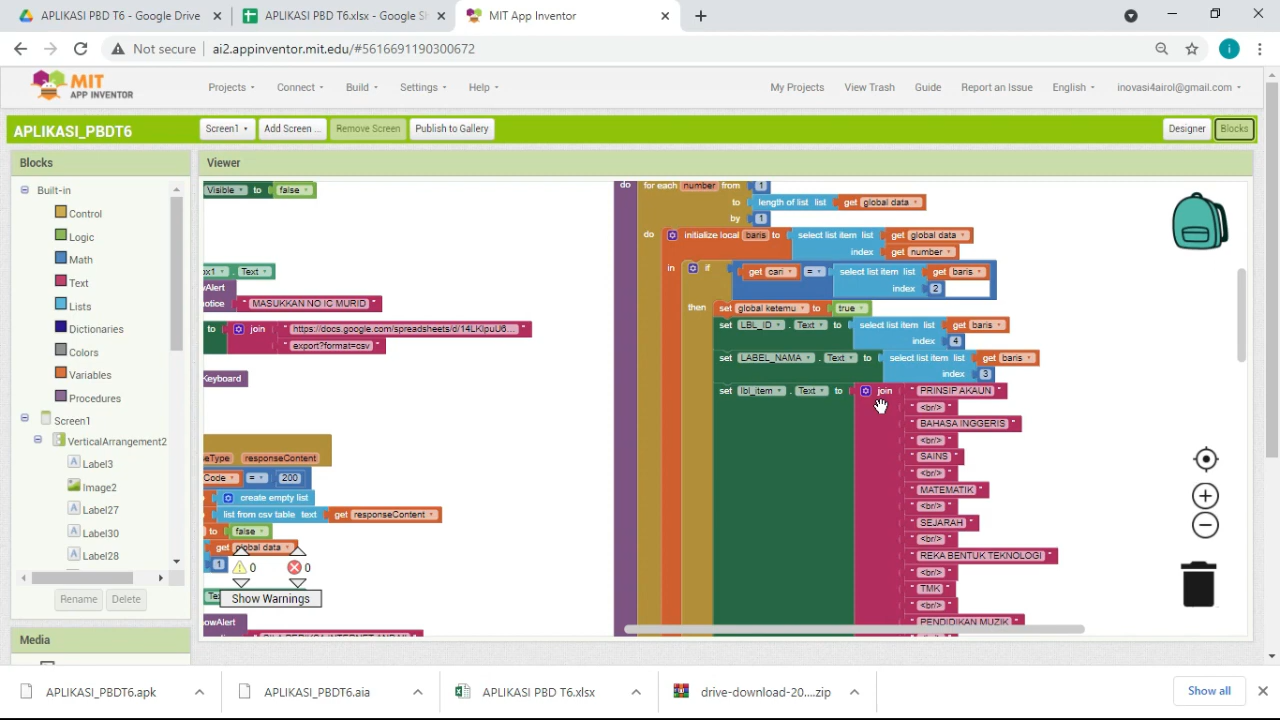 APLIKASI PBD T6 - Google Drive
APLIKASI PBD T6.xlsx - Google S
MIT App Inventor
Not secure
ai2.appinventor.mit.edu/#5616691190300672
MIT
APP INVENTOR
Projects
Connect
Build
Settings
Help
My Projects
View Trash
Guide
Report an Issue
English
inovasi4airol@gmail.com
APLIKASI_PBDT6
Screen1
Add Screen ...
Remove Screen
Publish to Gallery
Designer
Blocks
Blocks
Viewer
Built-in
Control
Logic
Math
Text
Lists
Dictionaries
Colors
Variables
Procedures
Screen1
VerticalArrangement2
Label3
Image2
Label27
Label30
Label28
Rename
Delete
Media
Visible to false
ox1 . Text
wAlert
otice " MASUKKAN NO IC MURID "
to join " https://docs.google.com/spreadsheets/d/14LKlpuU6... "
" export?format=csv "
Keyboard
seType responseContent
Code = 200
create empty list
list from csv table text get responseContent
to false
get global data
1
0
0
Show Warnings
owAlert
do for each number from 1
to length of list list get global data
by 1
do initialize local baris to select list item list get global data
index get number
in if get cari = select list item list get baris
index 2
then set global ketemu to true
set LBL_ID . Text to select list item list get baris
index 4
set LABEL_NAMA . Text to select list item list get baris
index 3
set lbl_item . Text to join " PRINSIP AKAUN "
" <br/> "
" BAHASA INGGERIS "
" <br/> "
" SAINS "
" <br/> "
" MATEMATIK "
" <br/> "
" SEJARAH "
" <br/> "
" REKA BENTUK TEKNOLOGI "
" <br/> "
" TMK "
" <br/> "
" PENDIDIKAN MUZIK "
APLIKASI_PBDT6.apk
APLIKASI_PBDT6.aia
APLIKASI PBD T6.xlsx
drive-download-20....zip
Show all